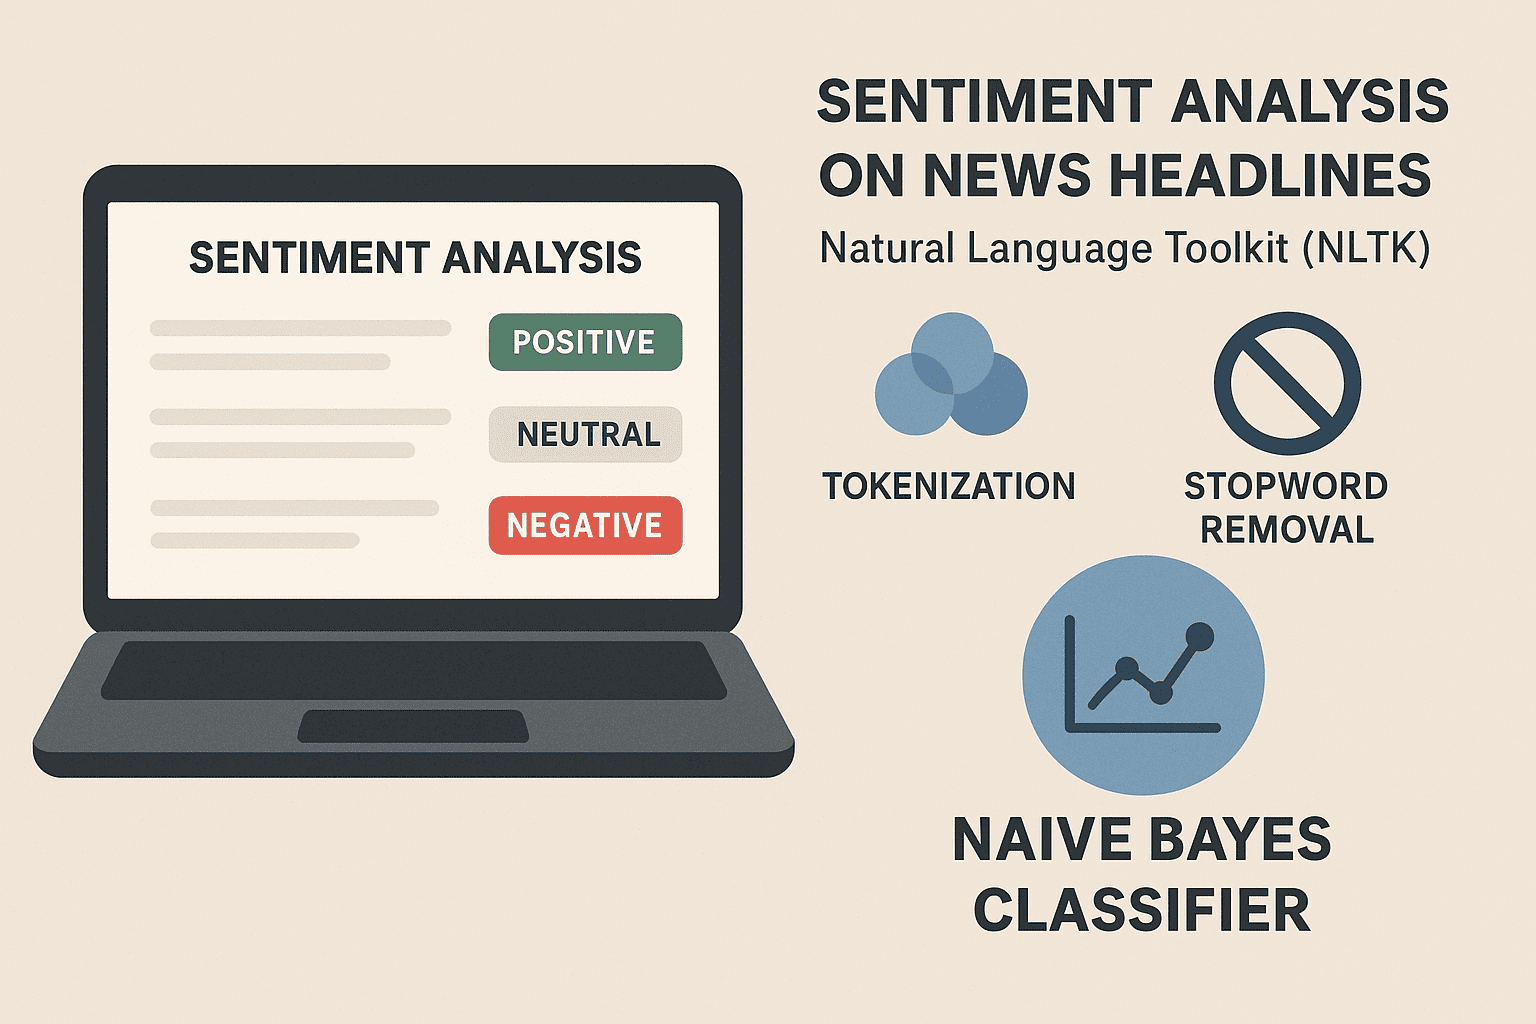 SENTIMENT ANALYSIS
POSITIVE
NEUTRAL
NEGATIVE
SENTIMENT ANALYSIS
ON NEWS HEADLINES
Natural Language Toolkit (NLTK)
TOKENIZATION
STOPWORD
REMOVAL
NAIVE BAYES
CLASSIFIER